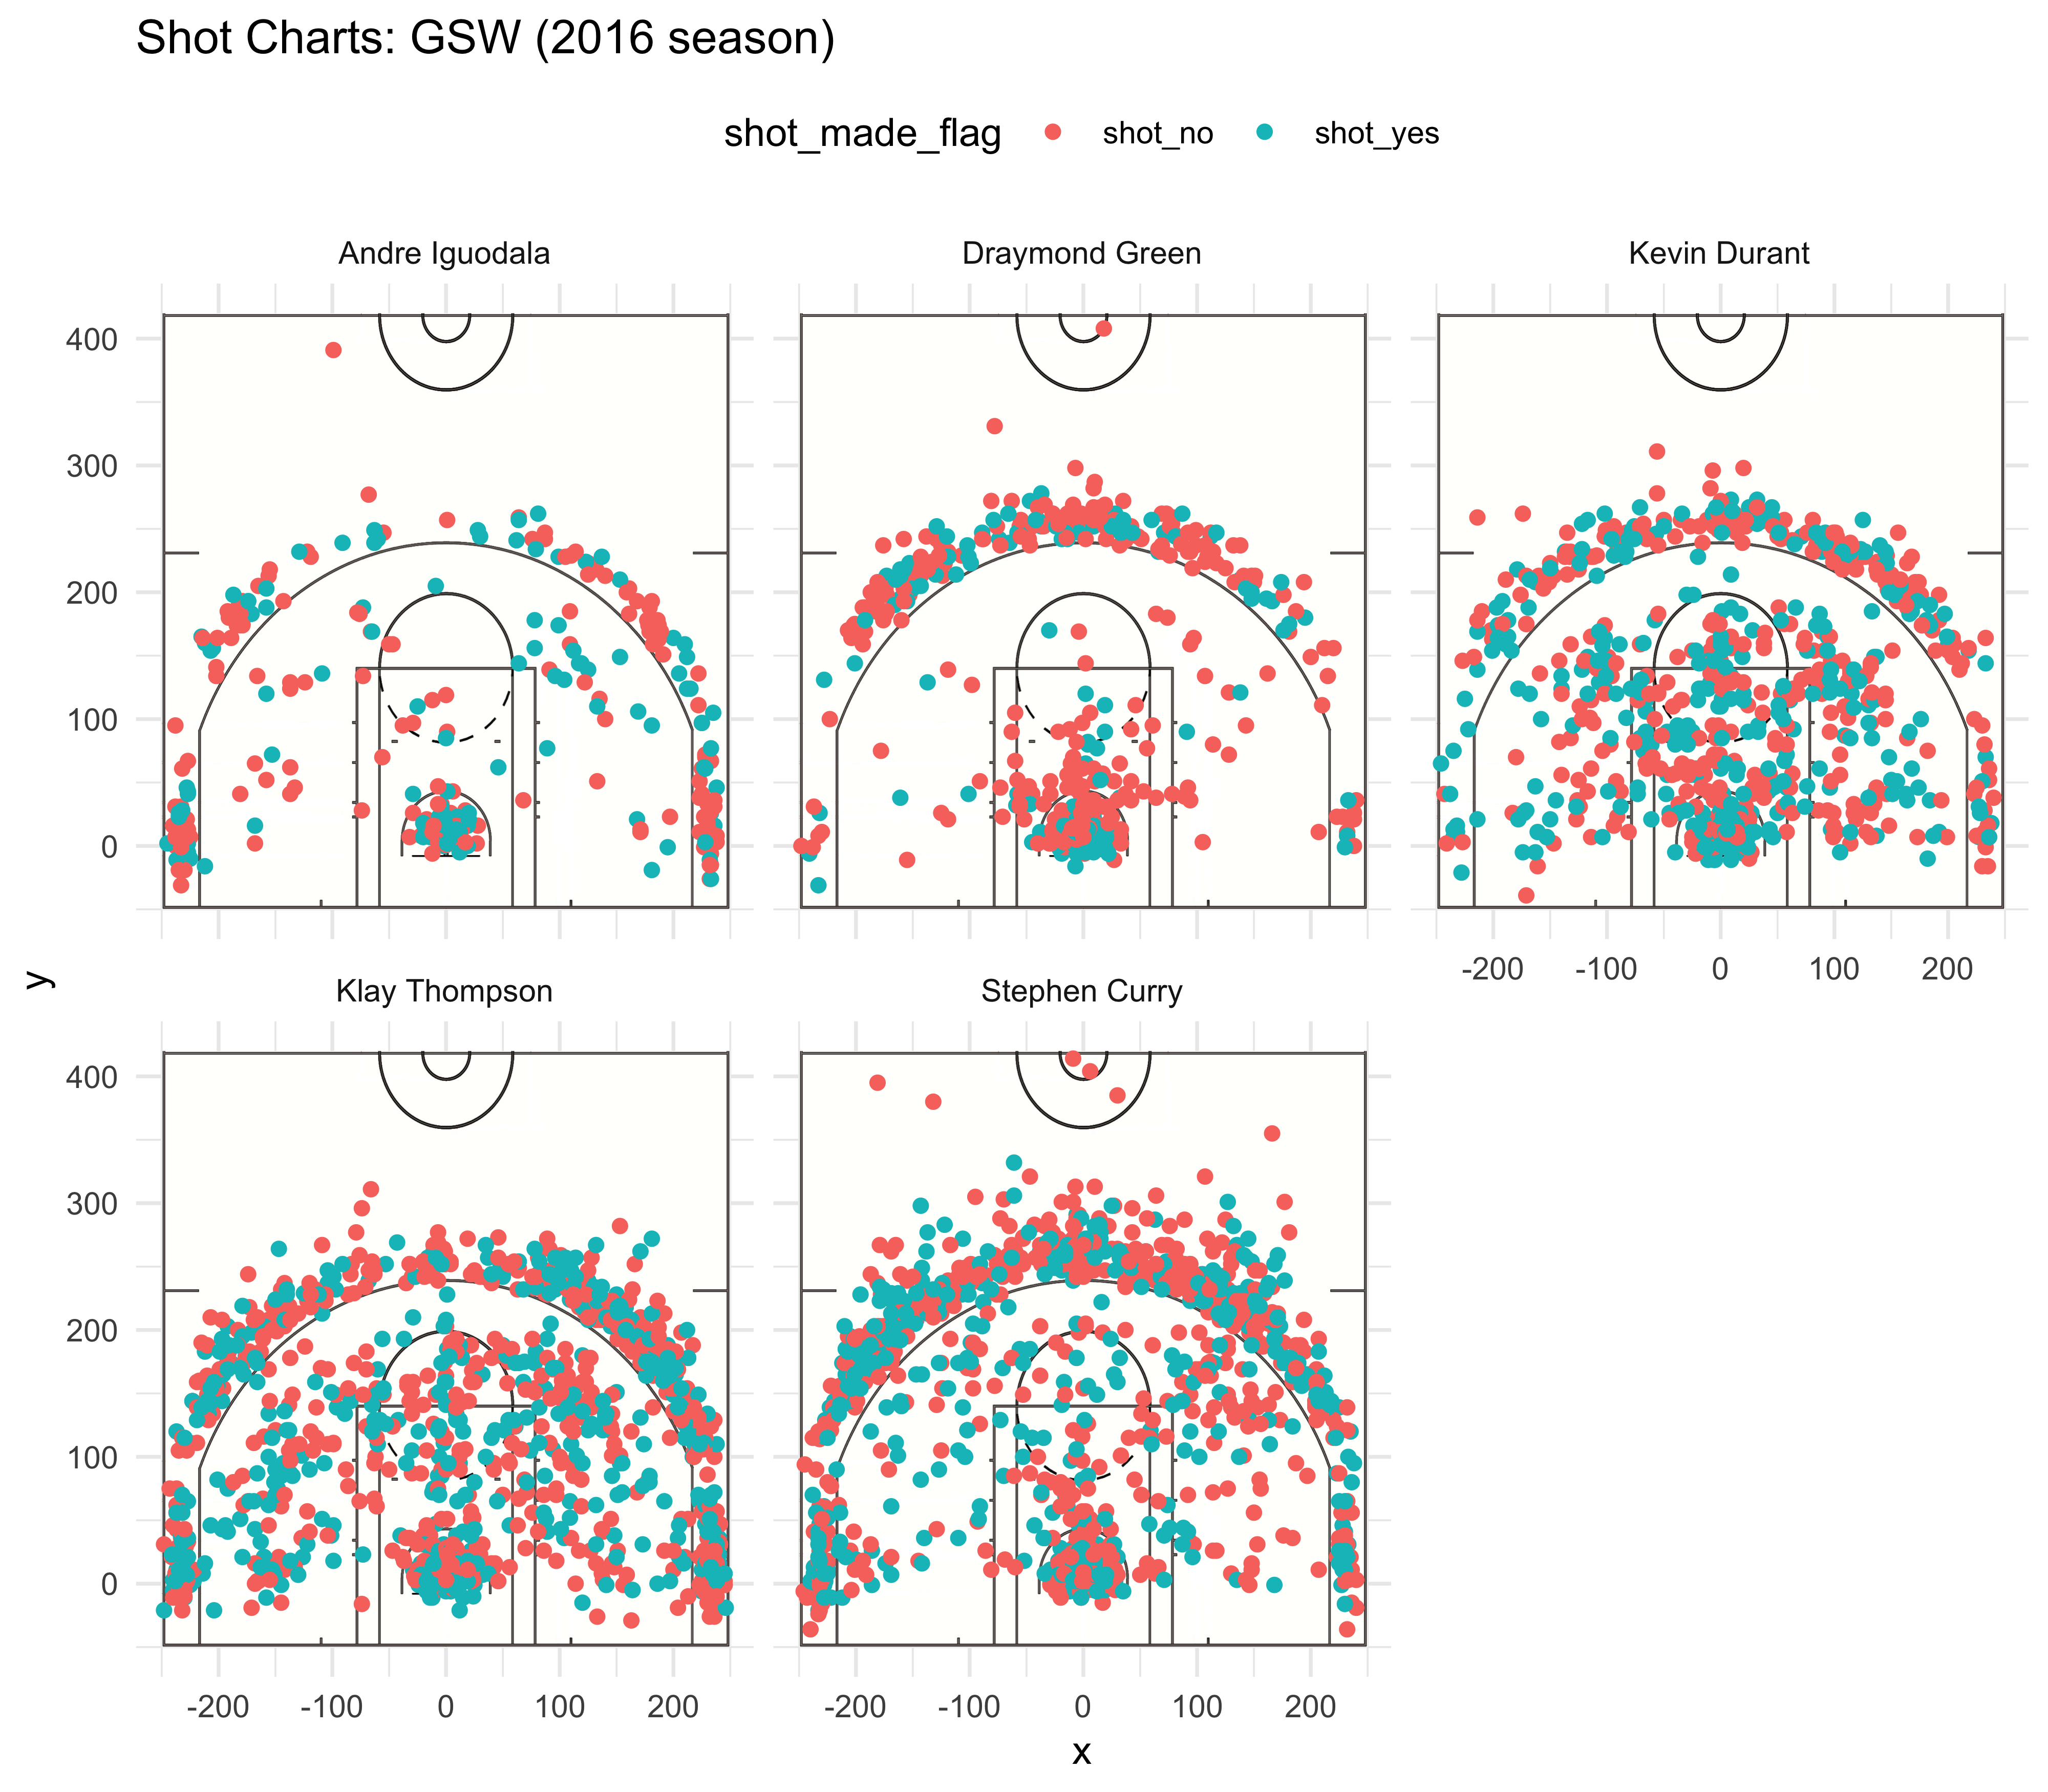 Shot Charts: GSW (2016 season)
shot_made_flag shot_no shot_yes
Andre Iguodala Draymond Green Kevin Durant
400
300
200
100
0
-200 -100 0 100 200
y
Klay Thompson Stephen Curry
400
300
200
100
0
-200 -100 0 100 200 -200 -100 0 100 200
x